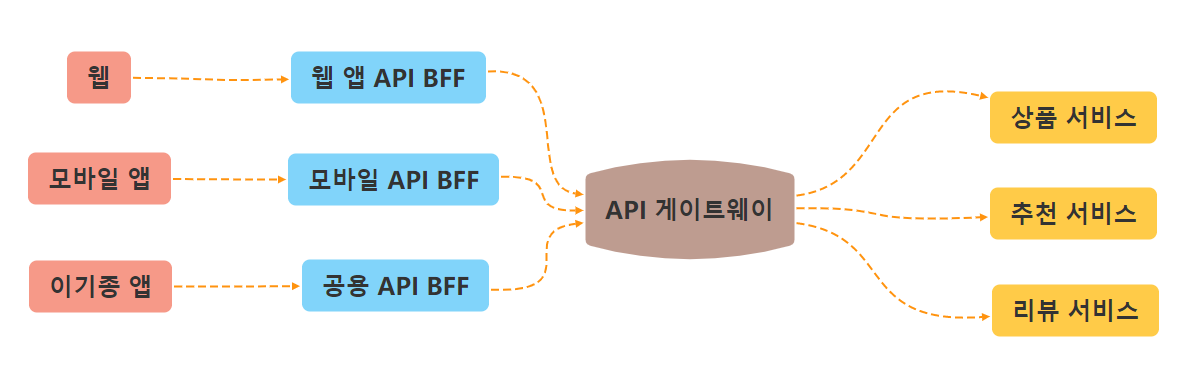 웹
웹 앱 API BFF
모바일 앱
모바일 API BFF
이기종 앱
공용 API BFF
API 게이트웨이
상품 서비스
추천 서비스
리뷰 서비스